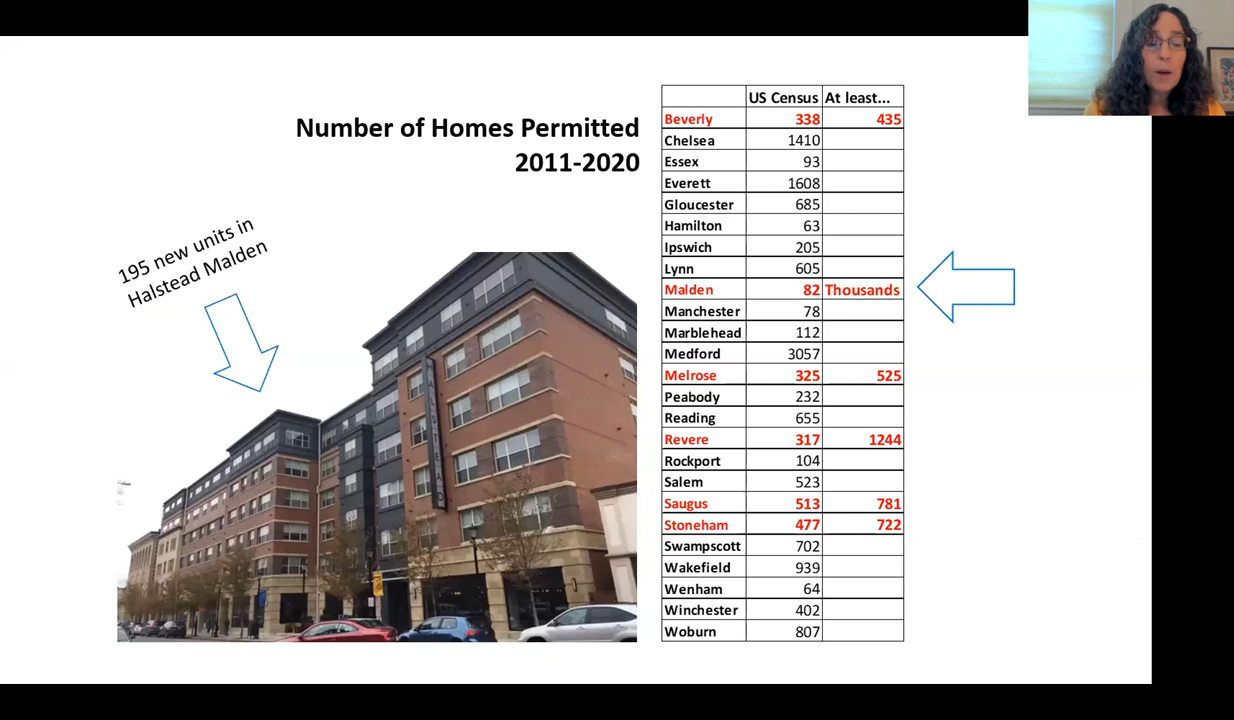 Number of Homes Permitted
2011-2020
195 new units in
Halstead Malden
HALSTEAD
US Census At least...
Beverly 338 435
Chelsea 1410
Essex 93
Everett 1608
Gloucester 685
Hamilton 63
Ipswich 205
Lynn 605
Malden 82 Thousands
Manchester 78
Marblehead 112
Medford 3057
Melrose 325 525
Peabody 232
Reading 655
Revere 317 1244
Rockport 104
Salem 523
Saugus 513 781
Stoneham 477 722
Swampscott 702
Wakefield 939
Wenham 64
Winchester 402
Woburn 807